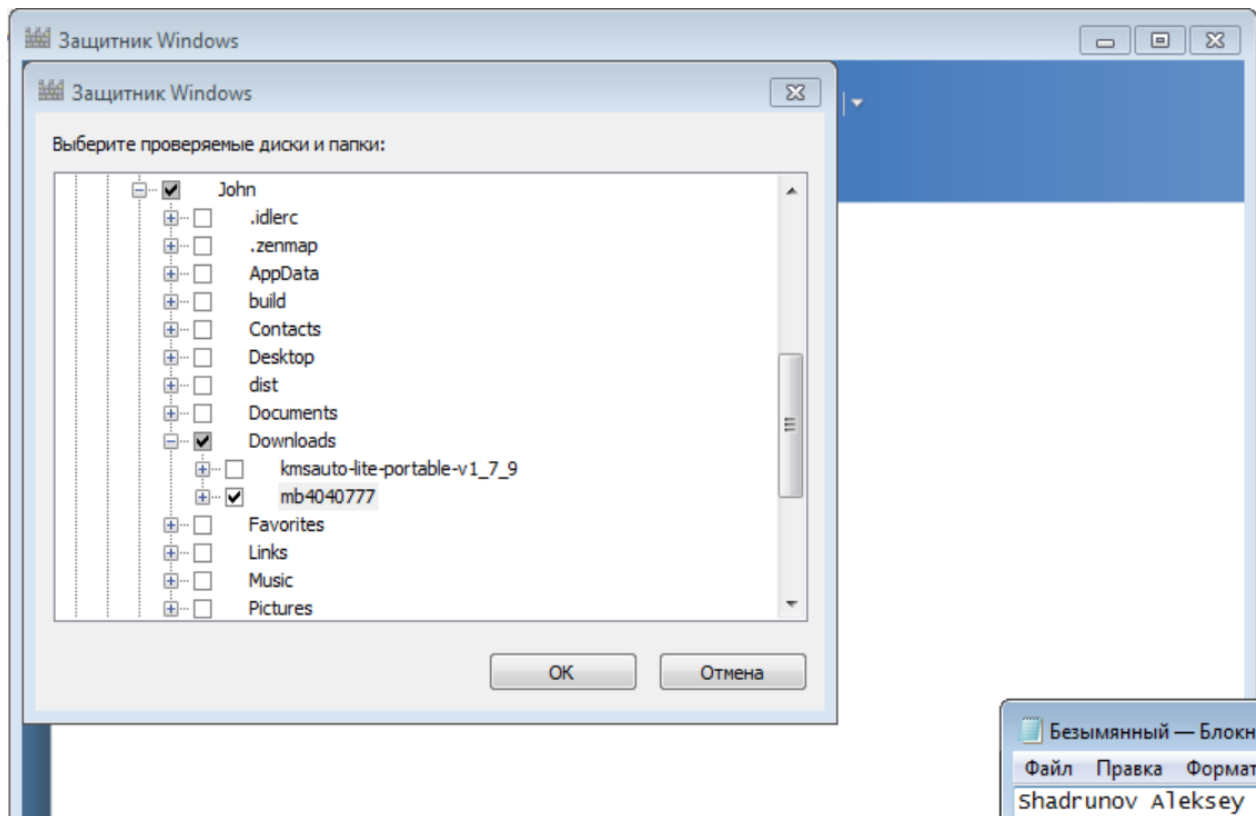 Защитник Windows
Защитник Windows
Выберите проверяемые диски и папки:
John
.idlerc
.zenmap
AppData
build
Contacts
Desktop
dist
Documents
Downloads
kmsauto-lite-portable-v1_7_9
mb4040777
Favorites
Links
Music
Pictures
ОК
Отмена
Безымянный — Блокн
Файл Правка Формат
Shadrunov Aleksey